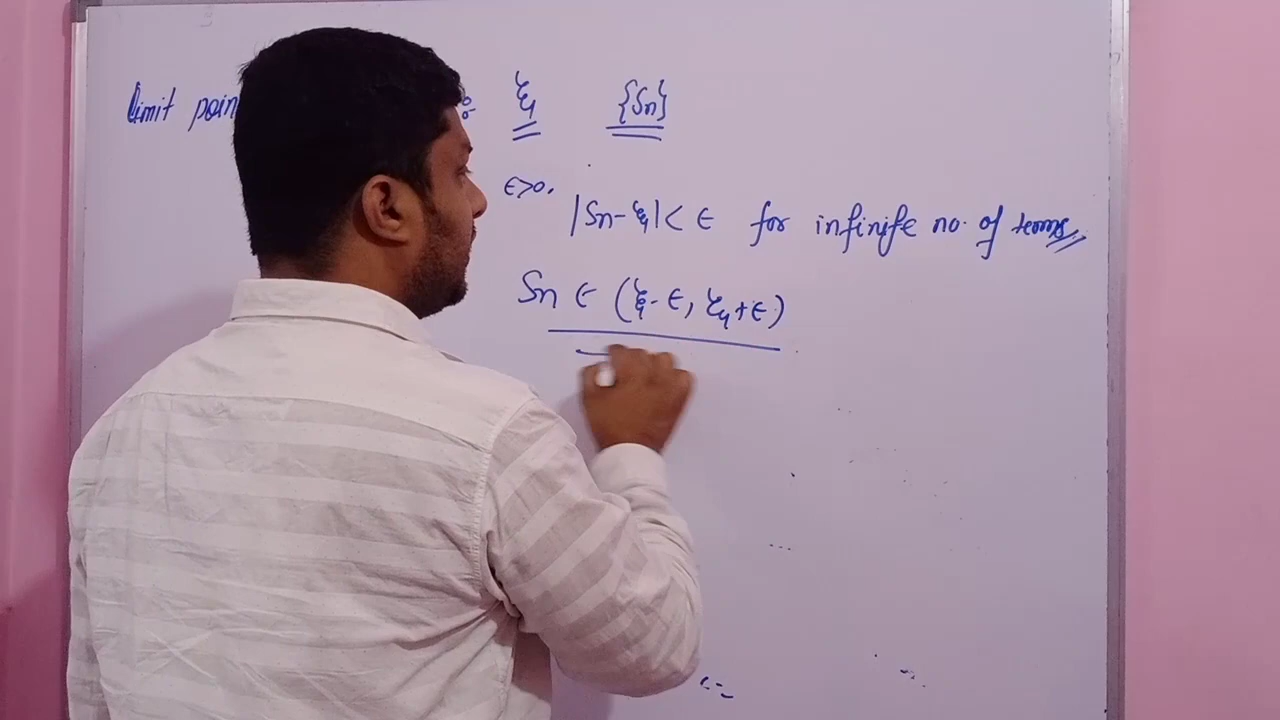 limit poin : ξ {Sn}
ϵ>0.
|Sn-ξ|< ϵ for infinite no. of terms.
Sn ∈ (ξ-ϵ, ξ+ϵ)